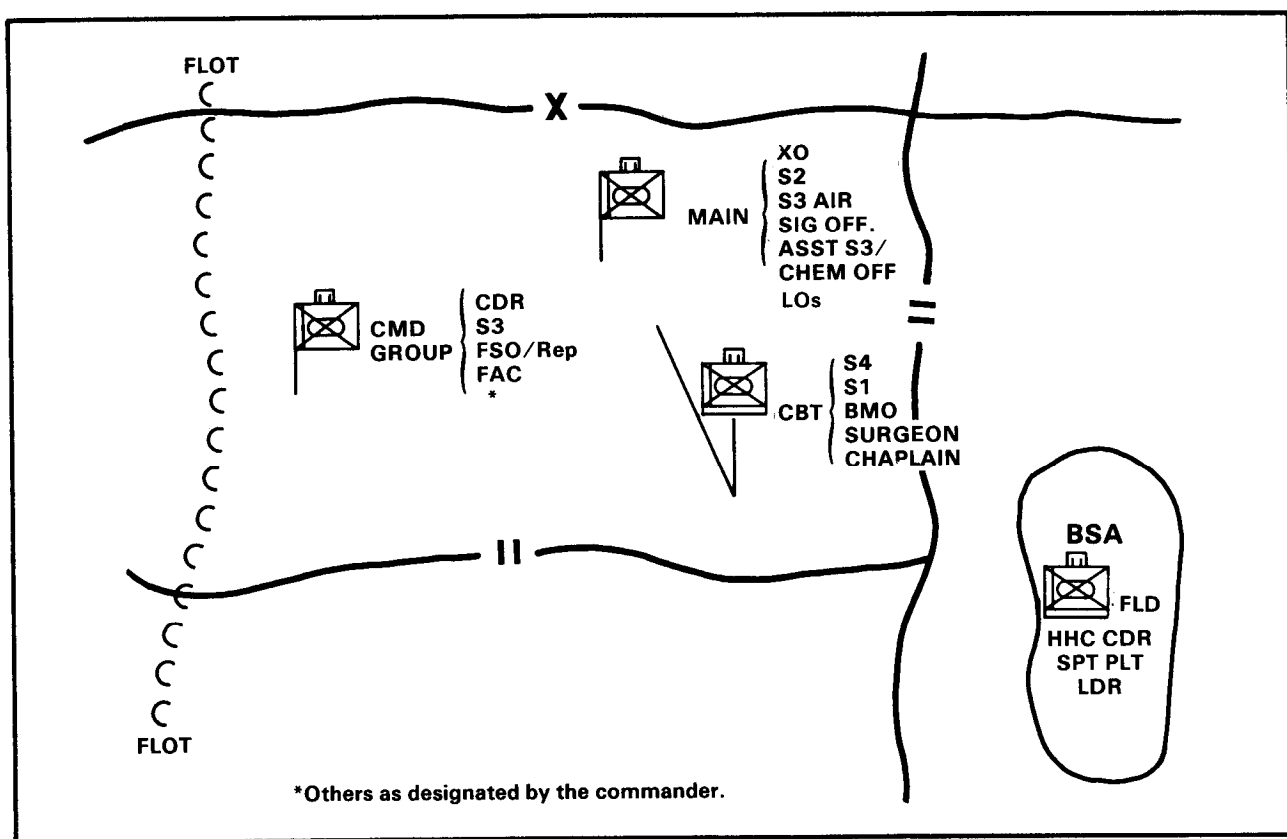 FLOT
X
XO
S2
S3 AIR
SIG OFF.
MAIN
ASST S3/
CHEM OFF
LOs
CMD
GROUP
CDR
S3
FSO/Rep
FAC
*
CBT
S4
S1
BMO
SURGEON
CHAPLAIN
II
II
BSA
FLD
HHC CDR
SPT PLT
LDR
FLOT
*Others as designated by the commander.